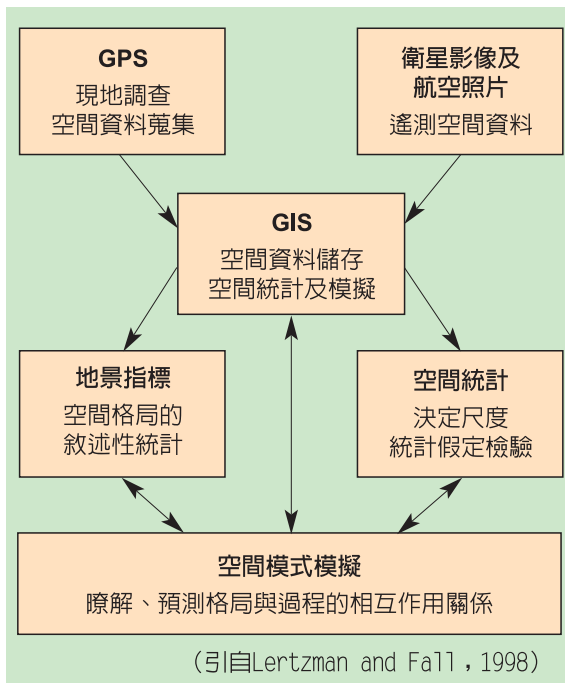 GPS
現地調查
空間資料蒐集
衛星影像及
航空照片
遙測空間資料
GIS
空間資料儲存
空間統計及模擬
地景指標
空間格局的
敘述性統計
空間統計
決定尺度
統計假定檢驗
空間模式模擬
瞭解、預測格局與過程的相互作用關係
(引自Lertzman and Fall，1998)